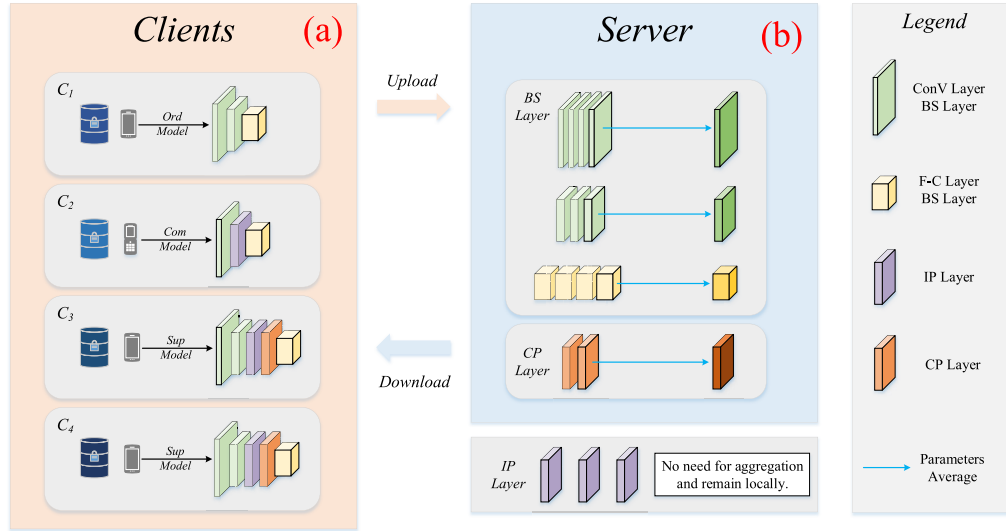 Clients
(a)
C1
Ord
Model
C2
Com
Model
C3
Sup
Model
C4
Sup
Model
Upload
Download
Server
(b)
BS
Layer
CP
Layer
IP
Layer
No need for aggregation
and remain locally.
Legend
ConV Layer
BS Layer
F-C Layer
BS Layer
IP Layer
CP Layer
Parameters
Average